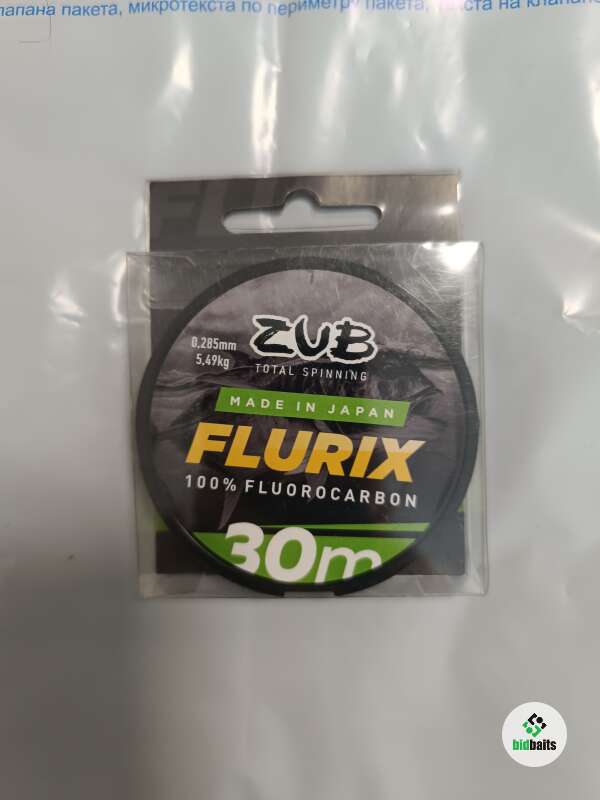 клапана пакета, микротекста по периметру пакета, текста на клапане
ZUB
0,285mm
5,49kg
TOTAL SPINNING
MADE IN JAPAN
FLURIX
100% FLUOROCARBON
30m
bidbaits